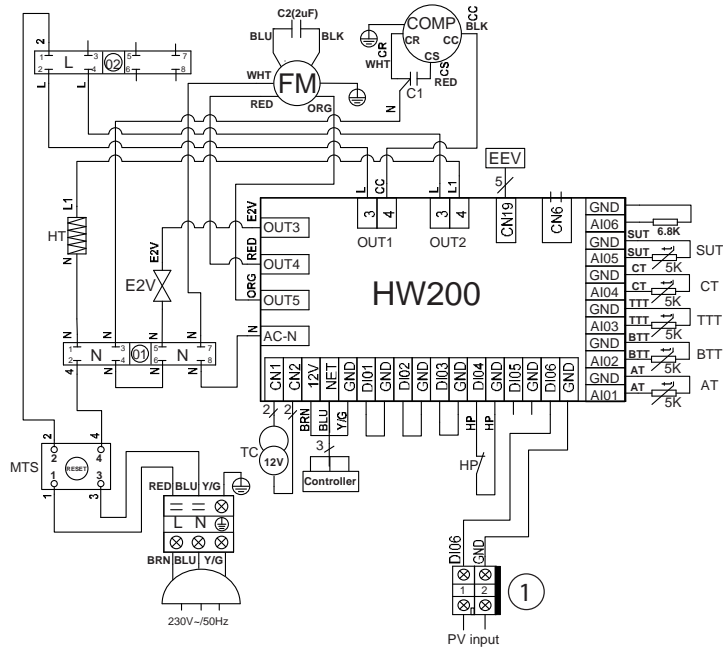 C2(2uF)
BLU BLK
COMP
CR CC
CS
CC
BLK
CR
WHT
CS
RED
C1
N
2
1 3 5 7
L 02
2 4 6 8
L L
WHT FM
RED ORG
EEV
5
L CC L L1
3 4 3 4
OUT1 OUT2
CN19 CN6
L1
HT
N
E2V
E2V
E2V
RED
ORG
N
OUT3
OUT4
OUT5
AC-N
HW200
GND
AI06
GND
AI05
GND
AI04
GND
AI03
GND
AI02
GND
AI01
6.8K
SUT
SUT
5K
SUT
CT
CT
5K
CT
TTT
TTT
5K
TTT
BTT
BTT
5K
BTT
AT
AT
5K
AT
N N N N
1 3 5 7
N 01 N
2 4 6 8
4 N N N
CN1 CN2 12V NET GND DI01 GND DI02 GND DI03 GND DI04 GND DI05 GND DI06 GND
2 2
BRN BLU Y/G
HP HP
TC
12V
3
Controller
HP
2 4
MTS
2 4
RESET
1 3
1 3
RED BLU Y/G
L N
BRN BLU Y/G
230V~/50Hz
DI06 GND
1 2
1
PV input